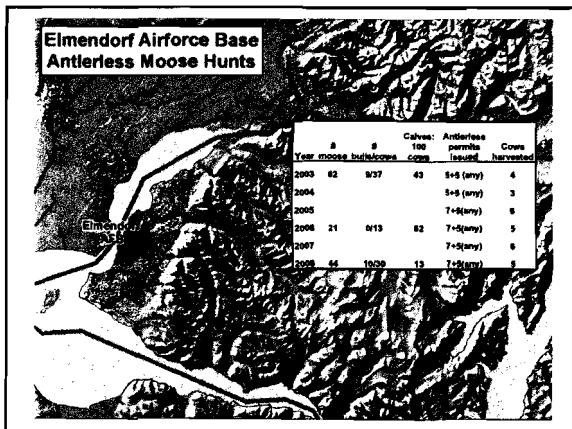 Elmendorf Airforce Base
Antlerless Moose Hunts
# # Calves: Antlerless
100 permits Cows
Year moose bulls/cows cows issued harvested
2003 62 9/37 43 5+5 (any) 4
2004 5+5 (any) 3
2005 7+5(any) 6
2006 21 0/13 62 7+5(any) 5
2007 7+5(any) 6
2008 44 10/30 13 7+5(any) 5
Elmendorf